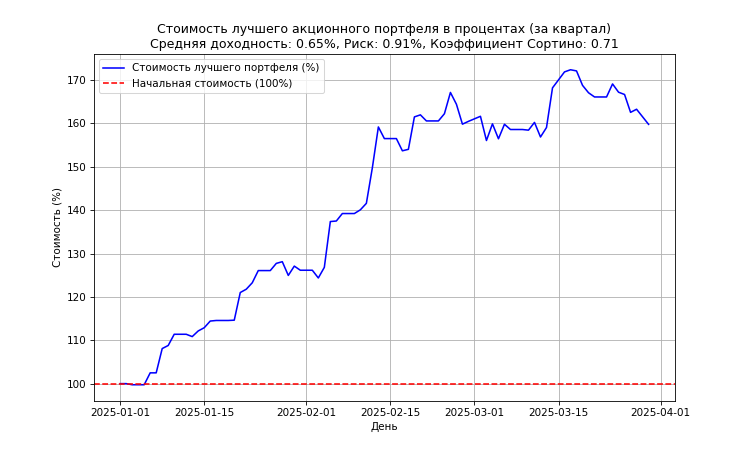 Стоимость лучшего акционного портфеля в процентах (за квартал)
Средняя доходность: 0.65%, Риск: 0.91%, Коэффициент Сортино: 0.71
Стоимость лучшего портфеля (%)
Начальная стоимость (100%)
Стоимость (%)
170
160
150
140
130
120
110
100
2025-01-01
2025-01-15
2025-02-01
2025-02-15
2025-03-01
2025-03-15
2025-04-01
День